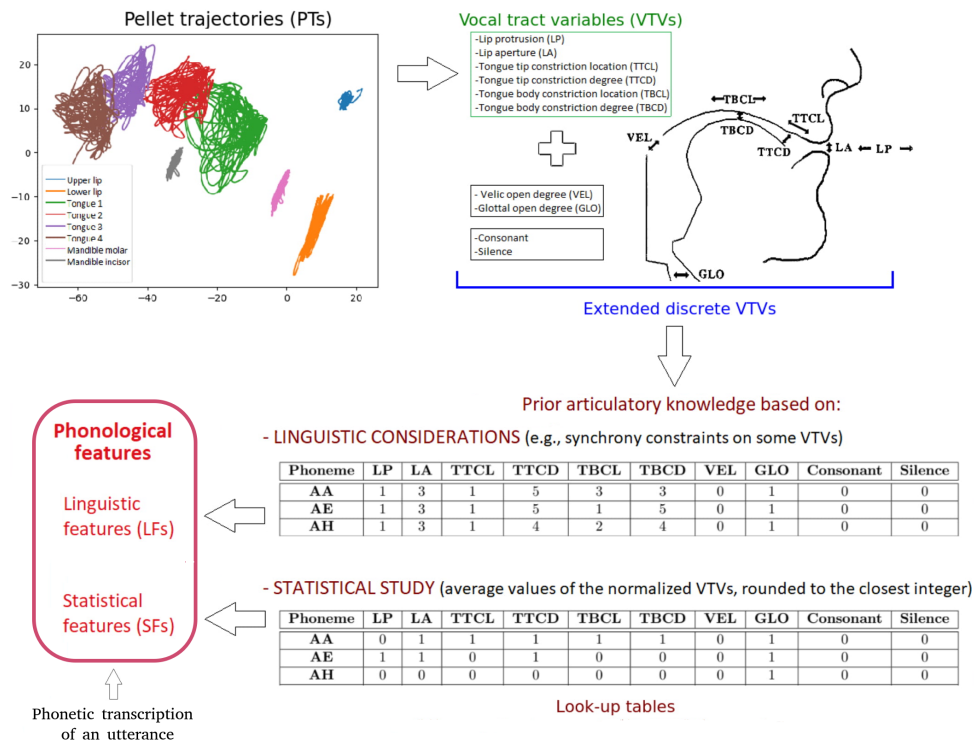 Pellet trajectories (PTs)
20
10
0
−10
−20
−30
−60
−40
−20
0
20
Upper lip
Lower lip
Tongue 1
Tongue 2
Tongue 3
Tongue 4
Mandible molar
Mandible incisor
Vocal tract variables (VTVs)
-Lip protrusion (LP)
-Lip aperture (LA)
-Tongue tip constriction location (TTCL)
-Tongue tip constriction degree (TTCD)
-Tongue body constriction location (TBCL)
-Tongue body constriction degree (TBCD)
- Velic open degree (VEL)
-Glottal open degree (GLO)
-Consonant
-Silence
TBCL
TTCL
TBCD
VEL
TTCD
LA
LP
GLO
Extended discrete VTVs
Prior articulatory knowledge based on:
- LINGUISTIC CONSIDERATIONS (e.g., synchrony constraints on some VTVs)
Phoneme LP LA TTCL TTCD TBCL TBCD VEL GLO Consonant Silence
AA 1 3 1 5 3 3 0 1 0 0
AE 1 3 1 5 1 5 0 1 0 0
AH 1 3 1 4 2 4 0 1 0 0
- STATISTICAL STUDY (average values of the normalized VTVs, rounded to the closest integer)
Phoneme LP LA TTCL TTCD TBCL TBCD VEL GLO Consonant Silence
AA 0 1 1 1 1 1 0 1 0 0
AE 1 1 0 1 0 0 0 1 0 0
AH 0 0 0 0 0 0 0 1 0 0
Look-up tables
Phonological
features
Linguistic
features (LFs)
Statistical
features (SFs)
Phonetic transcription
of an utterance